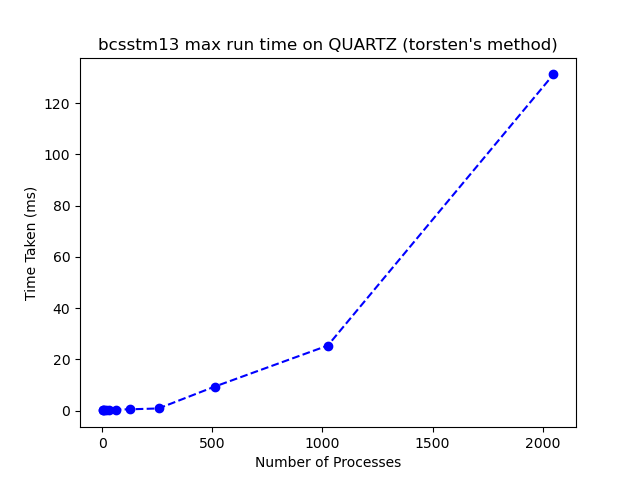 bcsstm13 max run time on QUARTZ (torsten's method)
120
100
80
60
40
20
0
Time Taken (ms)
0 500 1000 1500 2000
Number of Processes